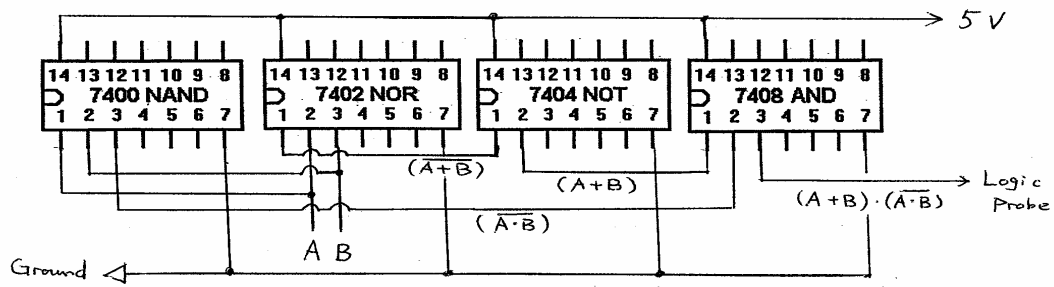 5 V
14 13 12 11 10 9 8
7400 NAND
1 2 3 4 5 6 7
14 13 12 11 10 9 8
7402 NOR
1 2 3 4 5 6 7
14 13 12 11 10 9 8
7404 NOT
1 2 3 4 5 6 7
14 13 12 11 10 9 8
7408 AND
1 2 3 4 5 6 7
(A̅+̅B̅)
(A+B)
(A+B)·(A̅·̅B̅)
Logic
Probe
(A̅·̅B̅)
A B
Ground